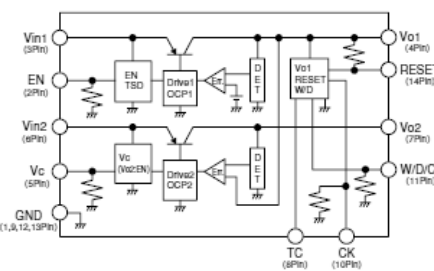 Vin1
(3Pin)
EN
(2Pin)
Vin2
(6Pin)
Vc
(5Pin)
GND
(1,9,12,13Pin)
EN
TSD
Drive1
OCP1
Err.
DET
Vo1
RESET
W/D
Vc
(Vo2:EN)
Drive2
OCP2
Err.
DET
Vo1
(4Pin)
RESET
(14Pin)
Vo2
(7Pin)
W/D/C
(11Pin)
TC
(8Pin)
CK
(10Pin)